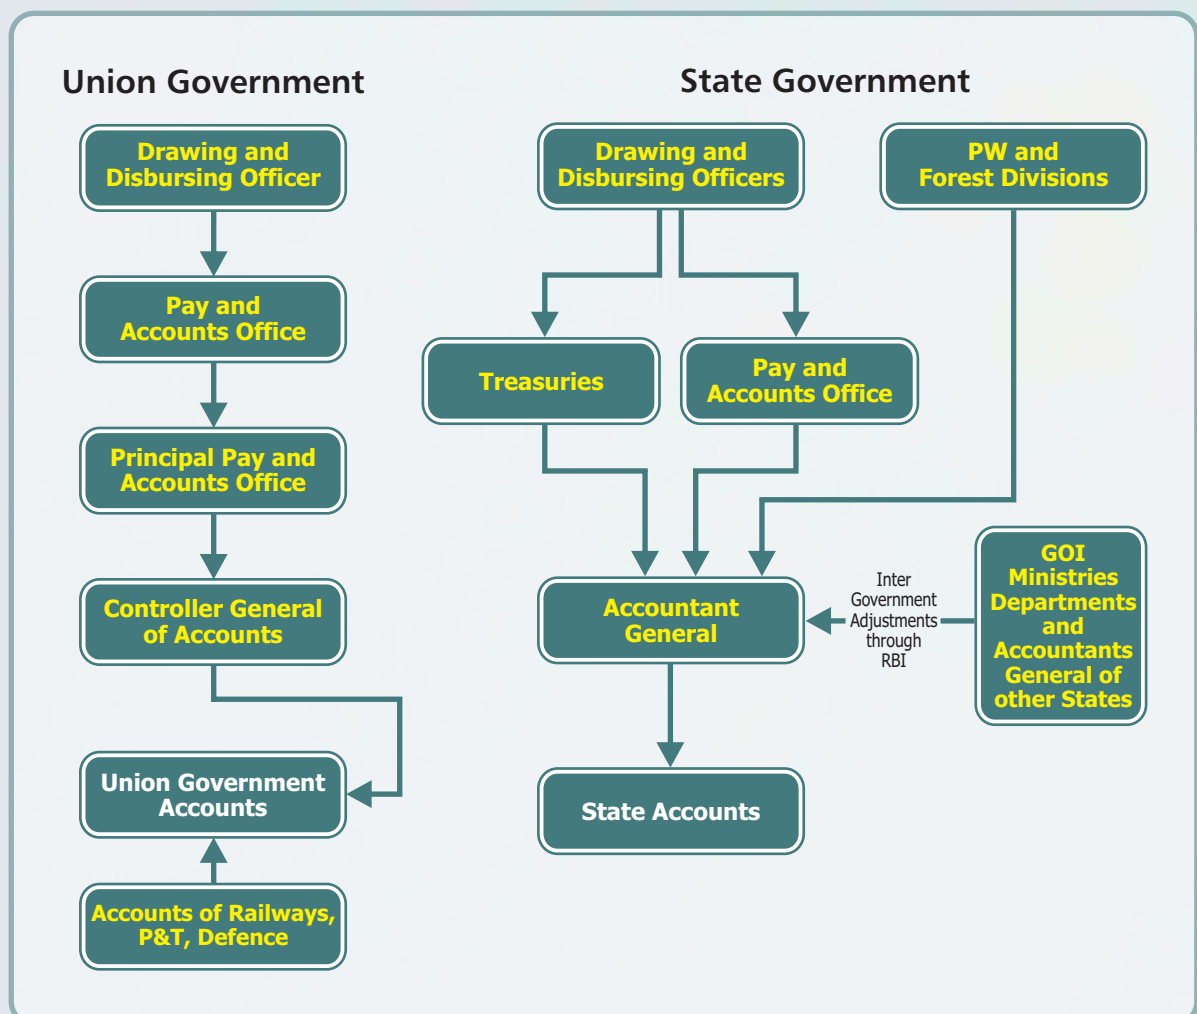 Union Government
Drawing and
Disbursing Officer
Pay and
Accounts Office
Principal Pay and
Accounts Office
Controller General
of Accounts
Union Government
Accounts
Accounts of Railways,
P&T, Defence
State Government
Drawing and
Disbursing Officers
PW and
Forest Divisions
Treasuries
Pay and
Accounts Office
Accountant
General
Inter
Government
Adjustments
through
RBI
GOI
Ministries
Departments
and
Accountants
General of
other States
State Accounts